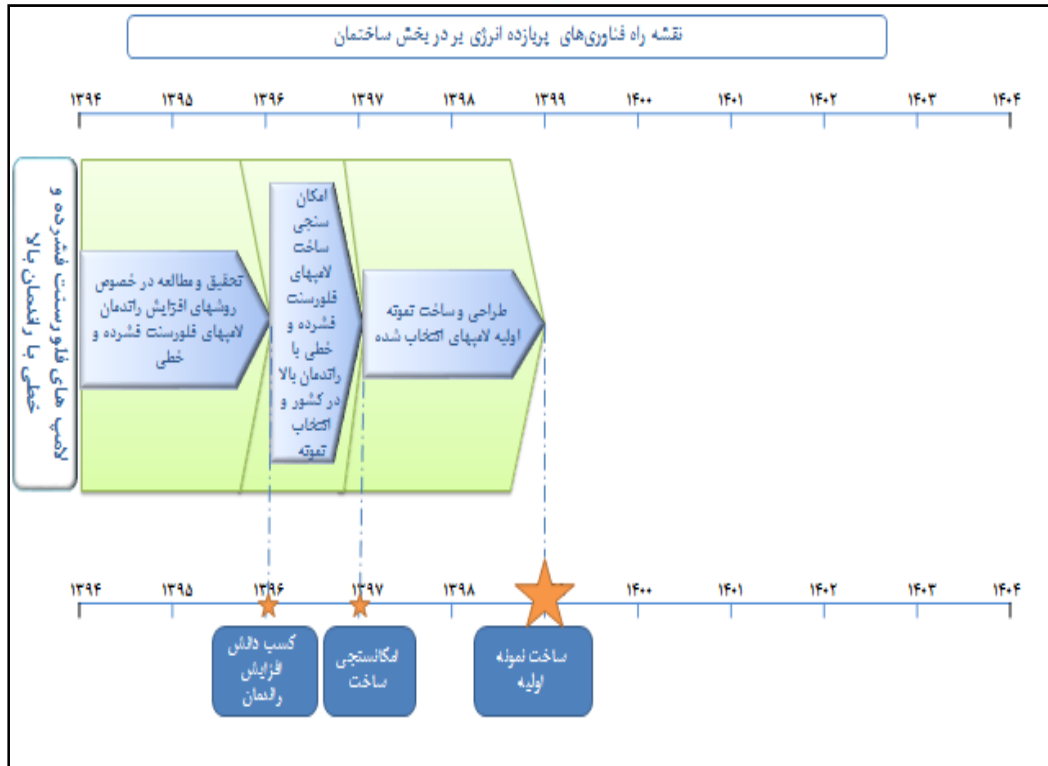 نقشه راه فناوری‌های پربازده انرژی بر در بخش ساختمان
۱۳۹۴ ۱۳۹۵ ۱۳۹۶ ۱۳۹۷ ۱۳۹۸ ۱۳۹۹ ۱۴۰۰ ۱۴۰۱ ۱۴۰۲ ۱۴۰۳ ۱۴۰۴
لامپ های فلورسنت فشرده و
خطی با راندمان بالا
تحقیق و مطالعه در خصوص
روشهای افزایش راندمان
لامپهای فلورسنت فشرده و
خطی
امکان
سنجی
ساخت
لامپهای
فلورسنت
فشرده و
خطی با
راندمان بالا
در کشور و
انتخاب
نمونه
طراحی و ساخت نمونه
اولیه لامپهای انتخاب شده
۱۳۹۴ ۱۳۹۵ ۱۳۹۶ ۱۳۹۷ ۱۳۹۸ ۱۳۹۹ ۱۴۰۰ ۱۴۰۱ ۱۴۰۲ ۱۴۰۳ ۱۴۰۴
کسب دانش
افزایش
راندمان
امکانسنجی
ساخت
ساخت نمونه
اولیه